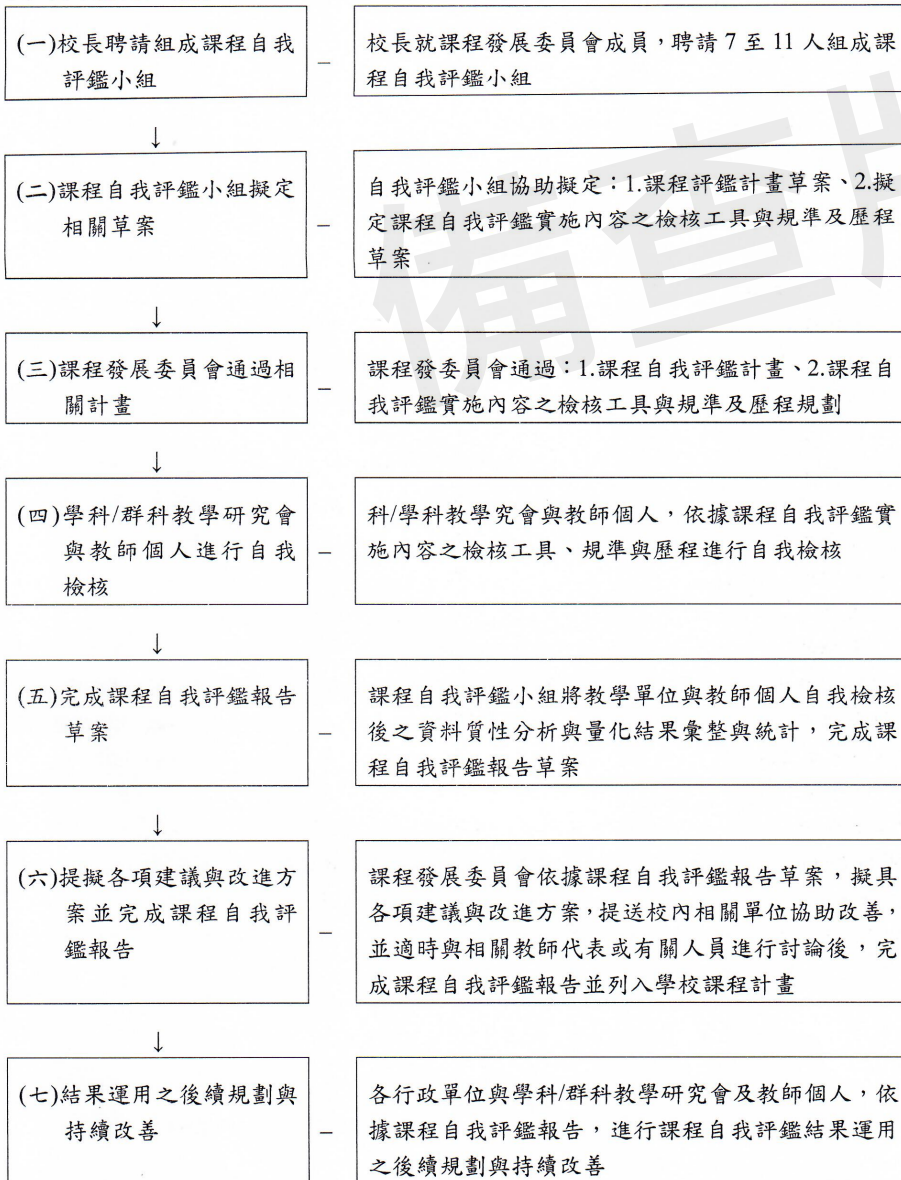 (一)校長聘請組成課程自我
評鑑小組
–
校長就課程發展委員會成員，聘請 7 至 11 人組成課
程自我評鑑小組
↓
(二)課程自我評鑑小組擬定
相關草案
–
自我評鑑小組協助擬定：1.課程評鑑計畫草案、2.擬
定課程自我評鑑實施內容之檢核工具與規準及歷程
草案
↓
(三)課程發展委員會通過相
關計畫
–
課程發委員會通過：1.課程自我評鑑計畫、2.課程自
我評鑑實施內容之檢核工具與規準及歷程規劃
↓
(四)學科/群科教學研究會
與教師個人進行自我
檢核
–
科/學科教學究會與教師個人，依據課程自我評鑑實
施內容之檢核工具、規準與歷程進行自我檢核
↓
(五)完成課程自我評鑑報告
草案
–
課程自我評鑑小組將教學單位與教師個人自我檢核
後之資料質性分析與量化結果彙整與統計，完成課
程自我評鑑報告草案
↓
(六)提擬各項建議與改進方
案並完成課程自我評
鑑報告
–
課程發展委員會依據課程自我評鑑報告草案，擬具
各項建議與改進方案，提送校內相關單位協助改善，
並適時與相關教師代表或有關人員進行討論後，完
成課程自我評鑑報告並列入學校課程計畫
↓
(七)結果運用之後續規劃與
持續改善
–
各行政單位與學科/群科教學研究會及教師個人，依
據課程自我評鑑報告，進行課程自我評鑑結果運用
之後續規劃與持續改善
備查版